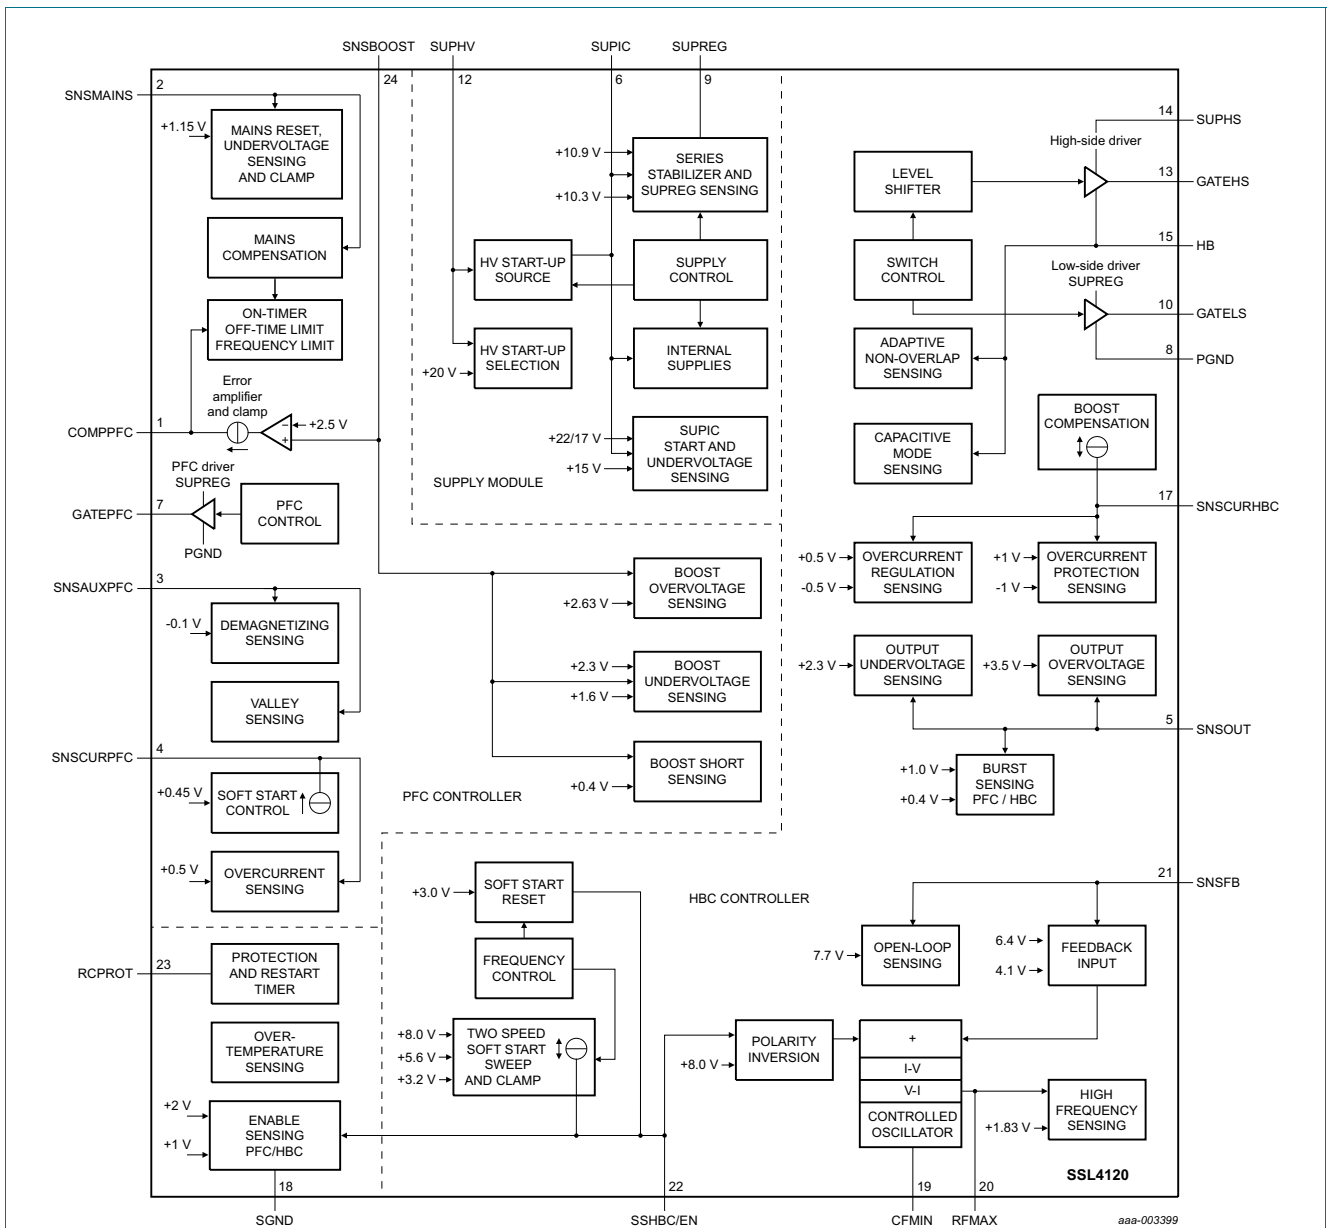 SNSBOOST SUPHV SUPIC SUPREG
24 12 6 9
SNSMAINS 2
+1.15 V
MAINS RESET,
UNDERVOLTAGE
SENSING
AND CLAMP
MAINS
COMPENSATION
ON-TIMER
OFF-TIME LIMIT
FREQUENCY LIMIT
Error
amplifier
and clamp
COMPPFC 1
−
+
+2.5 V
PFC driver
SUPREG
GATEPFC 7
PFC
CONTROL
PGND
SNSAUXPFC 3
-0.1 V
DEMAGNETIZING
SENSING
VALLEY
SENSING
SNSCURPFC 4
+0.45 V
SOFT START
CONTROL
+0.5 V
OVERCURRENT
SENSING
RCPROT 23
PROTECTION
AND RESTART
TIMER
OVER-
TEMPERATURE
SENSING
+2 V
+1 V
ENABLE
SENSING
PFC/HBC
18
SGND
+10.9 V
+10.3 V
SERIES
STABILIZER AND
SUPREG SENSING
HV START-UP
SOURCE
SUPPLY
CONTROL
HV START-UP
SELECTION
+20 V
INTERNAL
SUPPLIES
+22/17 V
+15 V
SUPIC
START AND
UNDERVOLTAGE
SENSING
SUPPLY MODULE
BOOST
OVERVOLTAGE
SENSING
+2.63 V
+2.3 V
+1.6 V
BOOST
UNDERVOLTAGE
SENSING
BOOST SHORT
SENSING
+0.4 V
PFC CONTROLLER
14 SUPHS
High-side driver
LEVEL
SHIFTER
13 GATEHS
15 HB
SWITCH
CONTROL
Low-side driver
SUPREG
10 GATELS
8 PGND
ADAPTIVE
NON-OVERLAP
SENSING
CAPACITIVE
MODE
SENSING
BOOST
COMPENSATION
17 SNSCURHBC
+0.5 V
-0.5 V
OVERCURRENT
REGULATION
SENSING
+1 V
-1 V
OVERCURRENT
PROTECTION
SENSING
+2.3 V
OUTPUT
UNDERVOLTAGE
SENSING
+3.5 V
OUTPUT
OVERVOLTAGE
SENSING
5 SNSOUT
+1.0 V
+0.4 V
BURST
SENSING
PFC / HBC
HBC CONTROLLER
21 SNSFB
7.7 V
OPEN-LOOP
SENSING
6.4 V
4.1 V
FEEDBACK
INPUT
+3.0 V
SOFT START
RESET
FREQUENCY
CONTROL
+8.0 V
+5.6 V
+3.2 V
TWO SPEED
SOFT START
SWEEP
AND CLAMP
POLARITY
INVERSION
+8.0 V
+
I-V
V-I
CONTROLLED
OSCILLATOR
HIGH
FREQUENCY
SENSING
+1.83 V
SSL4120
22 19 20
SSHBC/EN CFMIN RFMAX
aaa-003399